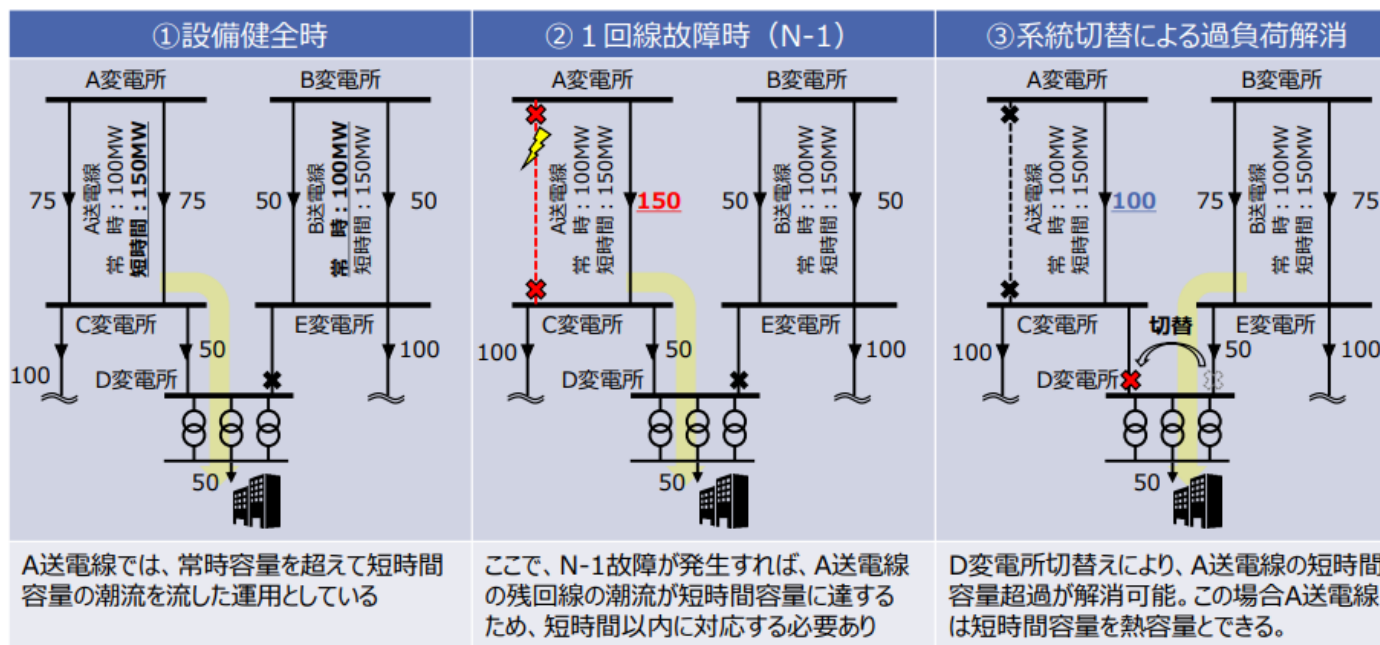 ①設備健全時
A変電所
B変電所
A送電線
常 時：100MW
短時間：150MW
B送電線
常 時：100MW
短時間：150MW
75
75
50
50
C変電所
E変電所
100
50
100
D変電所
50
A送電線では、常時容量を超えて短時間
容量の潮流を流した運用としている
②１回線故障時（N-1）
A変電所
B変電所
A送電線
常 時：100MW
短時間：150MW
B送電線
常 時：100MW
短時間：150MW
150
50
50
C変電所
E変電所
100
50
100
D変電所
50
ここで、N-1故障が発生すれば、A送電線
の残回線の潮流が短時間容量に達する
ため、短時間以内に対応する必要あり
③系統切替による過負荷解消
A変電所
B変電所
A送電線
常 時：100MW
短時間：150MW
B送電線
常 時：100MW
短時間：150MW
100
75
75
C変電所
切替
E変電所
100
50
100
D変電所
50
D変電所切替えにより、A送電線の短時間
容量超過が解消可能。この場合A送電線
は短時間容量を熱容量とできる。